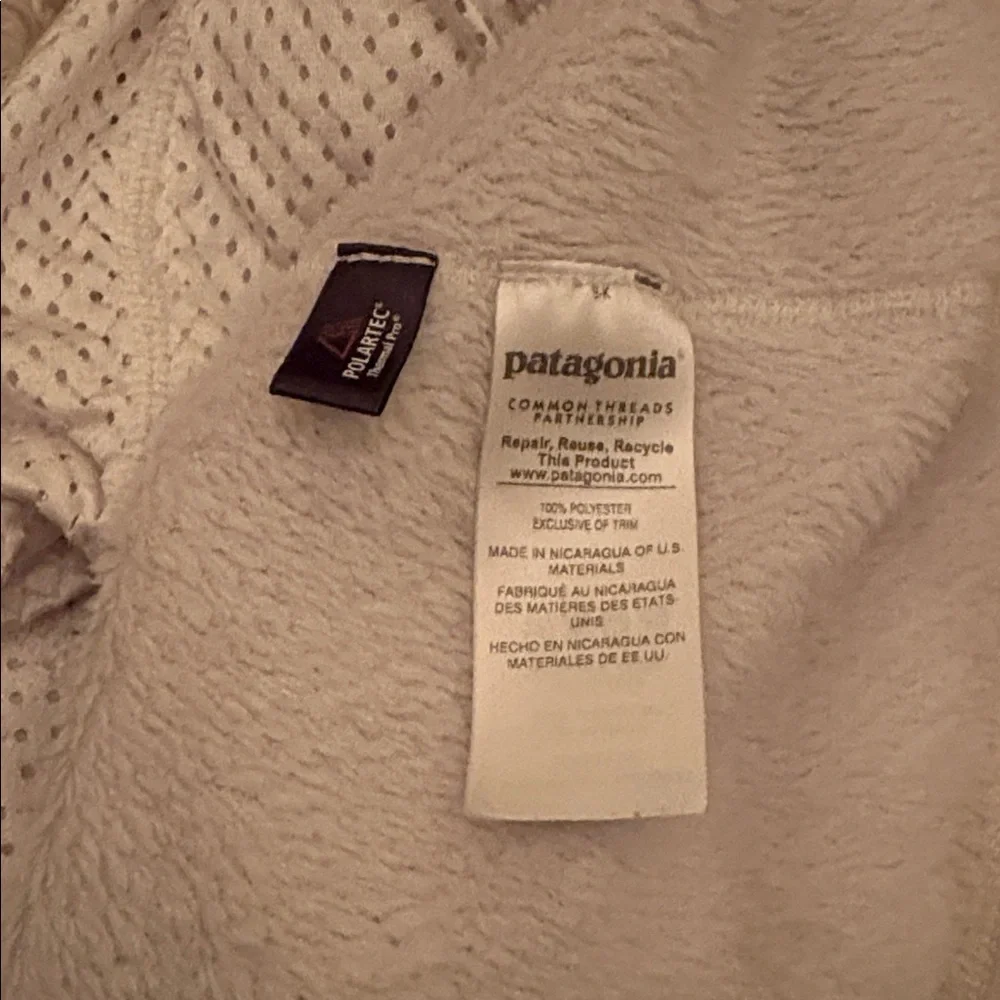 POLARTEC®
Thermal Pro®
patagonia®
COMMON THREADS
PARTNERSHIP
Repair, Reuse, Recycle
This Product
www.patagonia.com
100% POLYESTER
EXCLUSIVE OF TRIM
MADE IN NICARAGUA OF U.S.
MATERIALS
FABRIQUÉ AU NICARAGUA
DES MATIÈRES DES ÉTATS-
UNIS
HECHO EN NICARAGUA CON
MATERIALES DE EE.UU.